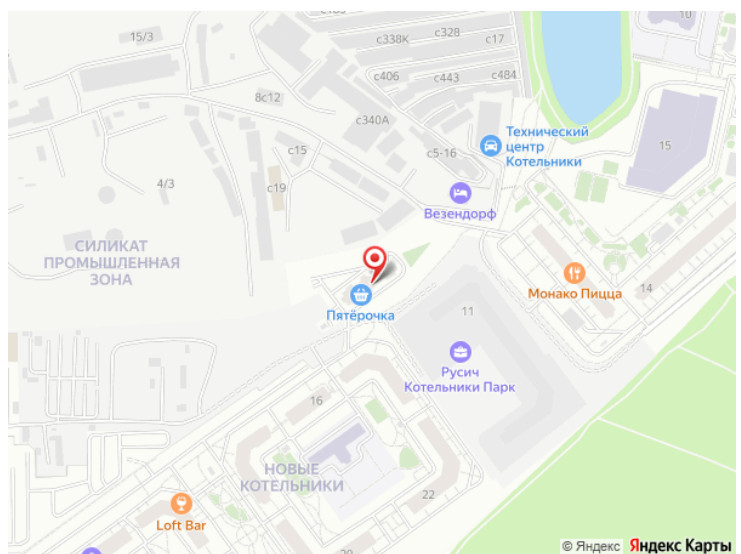 15/3
с338К
с17
10
с406
с443
с484
8с12
с340А
Технический
центр
Котельники
с15
с5-16
15
4/3
с19
Везендорф
СИЛИКАТ
ПРОМЫШЛЕННАЯ
ЗОНА
Монако Пицца
14
Пятёрочка
11
Русич
Котельники Парк
16
НОВЫЕ
КОТЕЛЬНИКИ
22
Loft Bar
© Яндекс Яндекс Карты